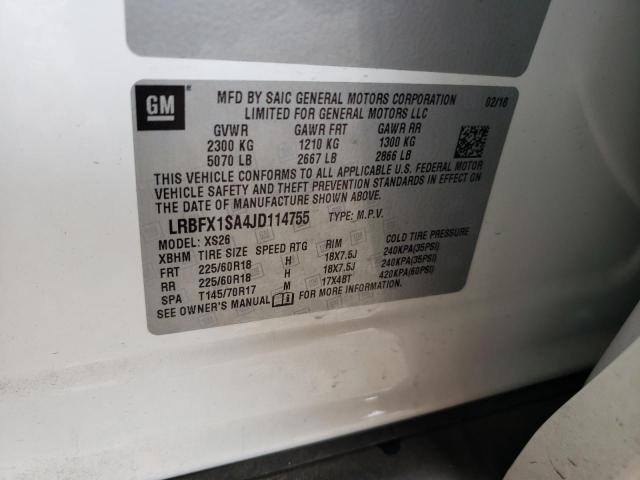 GM
MFD BY SAIC GENERAL MOTORS CORPORATION 02/18
LIMITED FOR GENERAL MOTORS LLC
GVWR GAWR FRT GAWR RR
2300 KG 1210 KG 1300 KG
5070 LB 2667 LB 2866 LB
THIS VEHICLE CONFORMS TO ALL APPLICABLE U.S. FEDERAL MOTOR
VEHICLE SAFETY AND THEFT PREVENTION STANDARDS IN EFFECT ON
THE DATE OF MANUFACTURE SHOWN ABOVE.
LRBFX1SA4JD114755 TYPE: M.P.V.
MODEL: XS26
XBHM TIRE SIZE SPEED RTG RIM COLD TIRE PRESSURE
FRT 225/60R18 H 18X7.5J 240KPA(35PSI)
RR 225/60R18 H 18X7.5J 240KPA(35PSI)
SPA T145/70R17 M 17X4BT 420KPA(60PSI)
SEE OWNER'S MANUAL